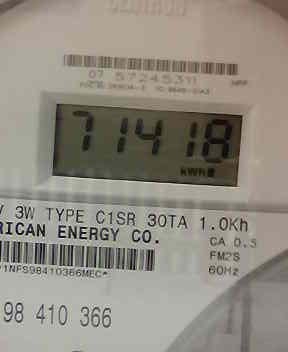 07 57245311
71418
kWh
V 3W TYPE C1SR 30TA 1.0Kh
RICAN ENERGY CO.
CA 0.5
FM2S
60Hz
98 410 366